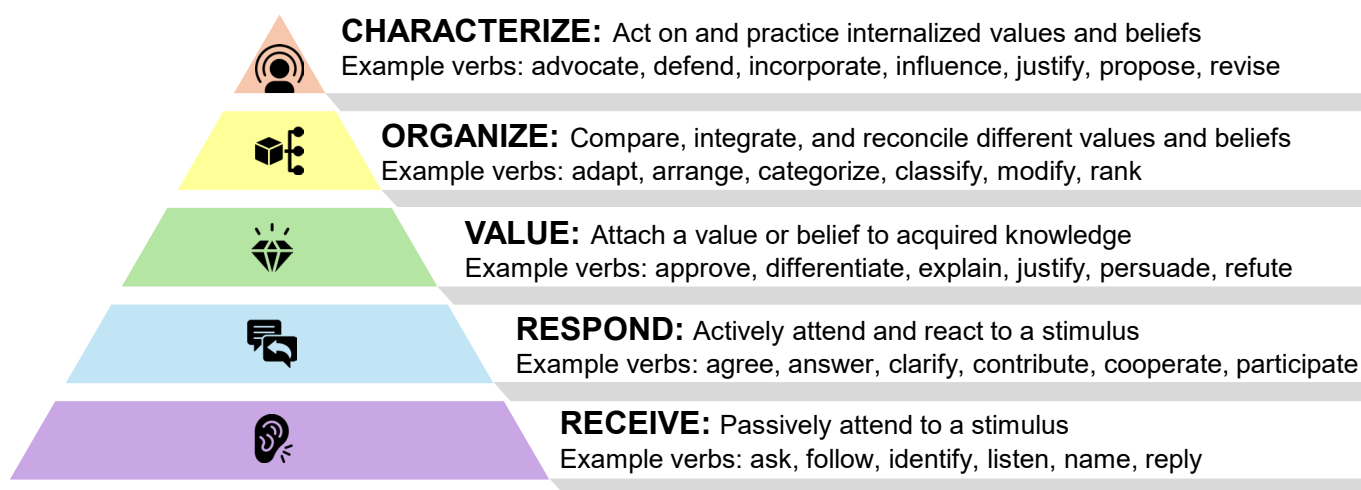 CHARACTERIZE: Act on and practice internalized values and beliefs
Example verbs: advocate, defend, incorporate, influence, justify, propose, revise
ORGANIZE: Compare, integrate, and reconcile different values and beliefs
Example verbs: adapt, arrange, categorize, classify, modify, rank
VALUE: Attach a value or belief to acquired knowledge
Example verbs: approve, differentiate, explain, justify, persuade, refute
RESPOND: Actively attend and react to a stimulus
Example verbs: agree, answer, clarify, contribute, cooperate, participate
RECEIVE: Passively attend to a stimulus
Example verbs: ask, follow, identify, listen, name, reply